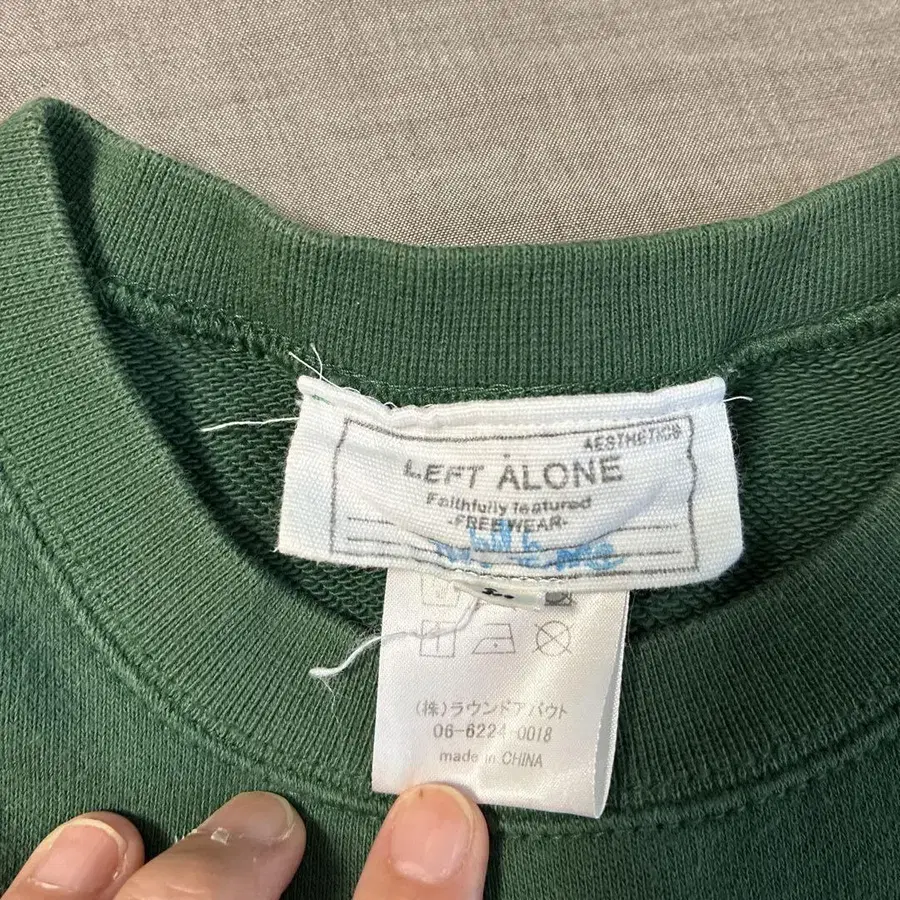 AESTHETICS
LEFT ALONE
Faithfully featured
-FREEWEAR-
(株)ラウンドアバウト
06-6224-0018
made in CHINA